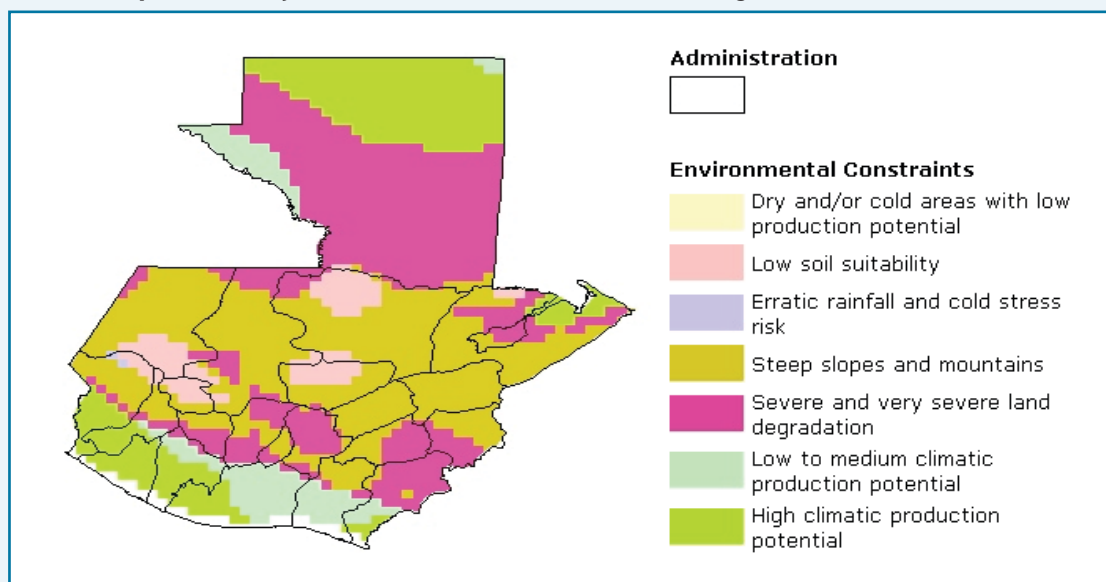 Administration
Environmental Constraints
Dry and/or cold areas with low
production potential
Low soil suitability
Erratic rainfall and cold stress
risk
Steep slopes and mountains
Severe and very severe land
degradation
Low to medium climatic
production potential
High climatic production
potential